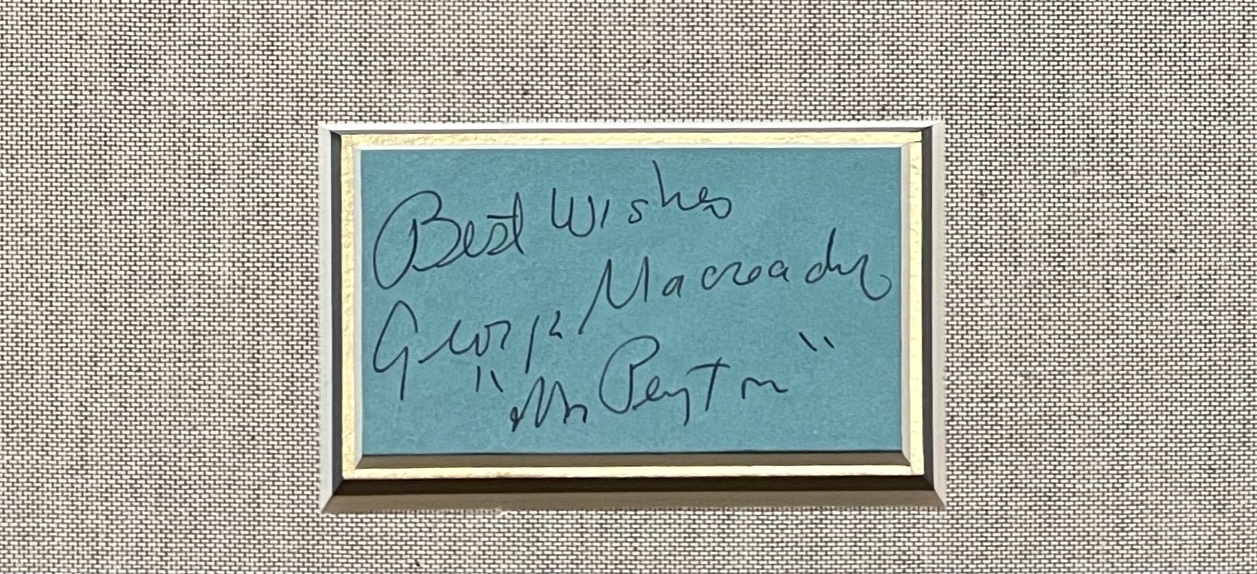 Best Wishes
George Macready
"Mr Peyton"